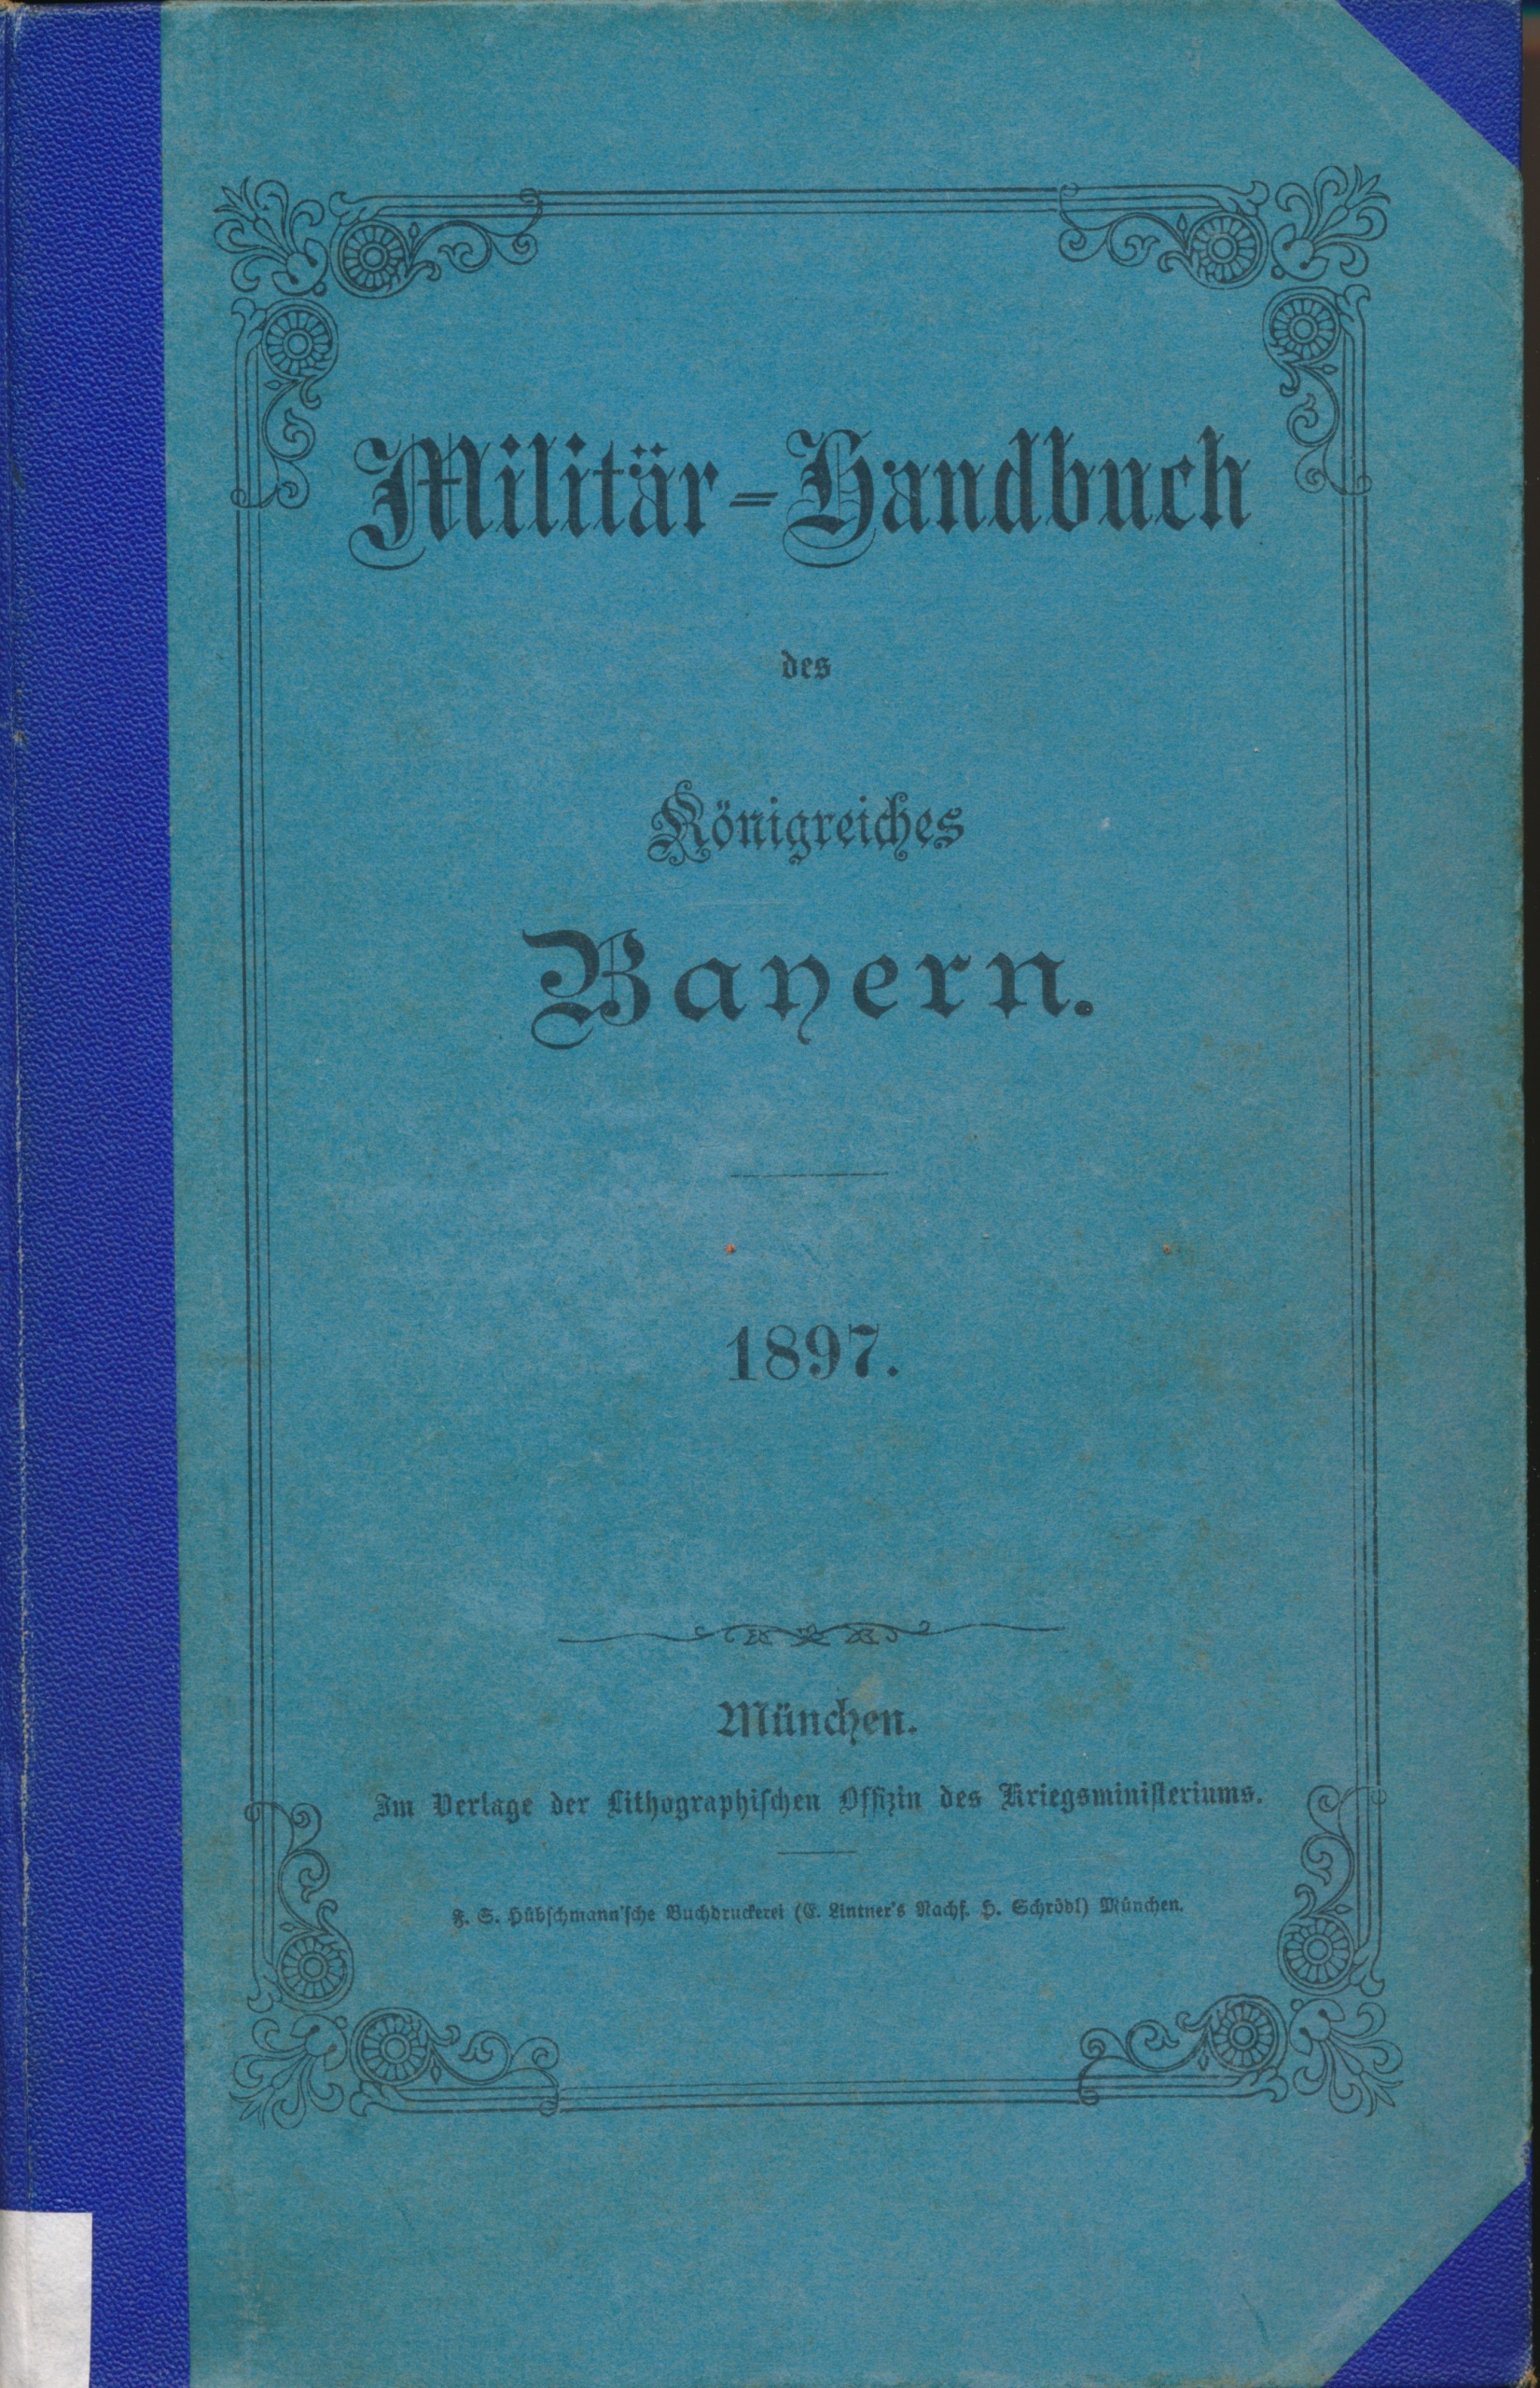 Militär-Handbuch
des
Königreiches
Bayern.
1897.
München.
Im Verlage der Lithographischen Offizin des Kriegsministeriums.
F. S. Hübschmann'sche Buchdruckerei (E. Lintner's Nachf. H. Schrödl) München.